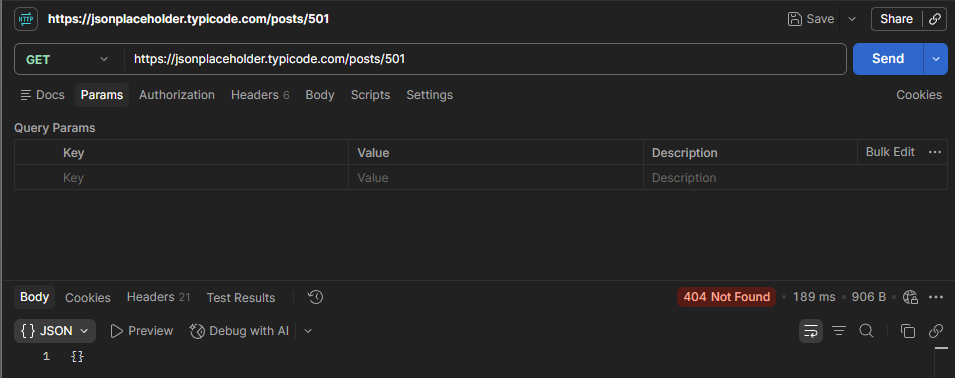 HTTP https://jsonplaceholder.typicode.com/posts/501 Save Share
GET https://jsonplaceholder.typicode.com/posts/501 Send
Docs Params Authorization Headers 6 Body Scripts Settings Cookies
Query Params
Key Value Description Bulk Edit
Key Value Description
Body Cookies Headers 21 Test Results 404 Not Found 189 ms 906 B
{} JSON Preview Debug with AI
1 {}